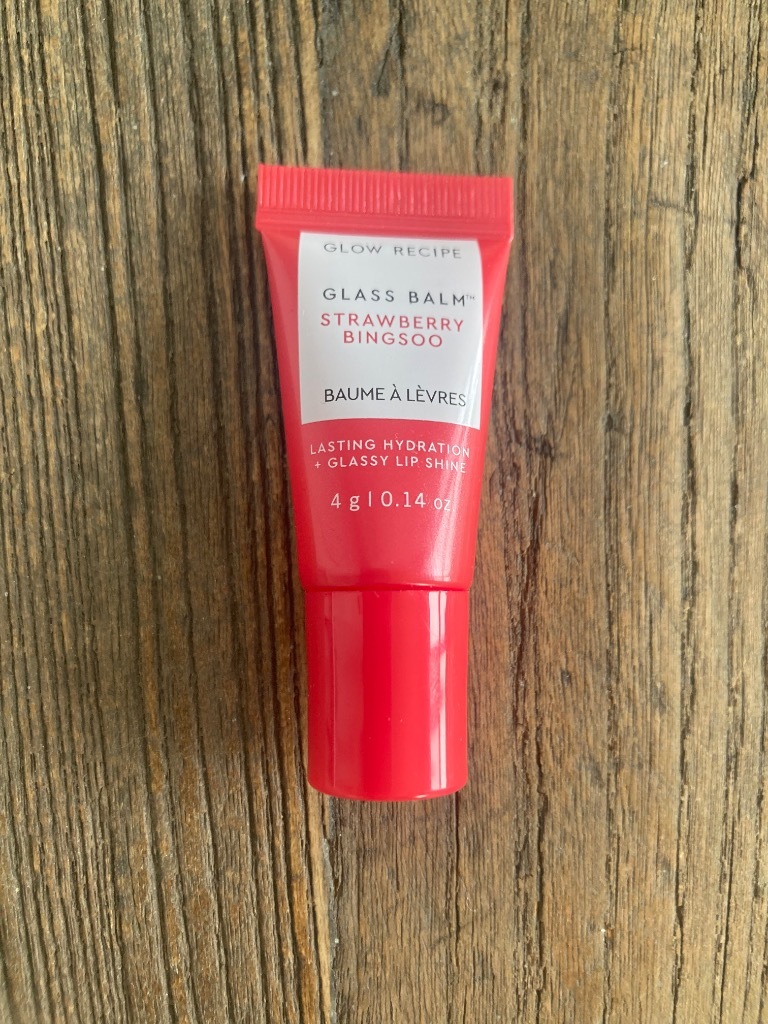 GLOW RECIPE
GLASS BALM™
STRAWBERRY
BINGSOO
BAUME À LÈVRES
LASTING HYDRATION
+ GLASSY LIP SHINE
4 g | 0.14 oz